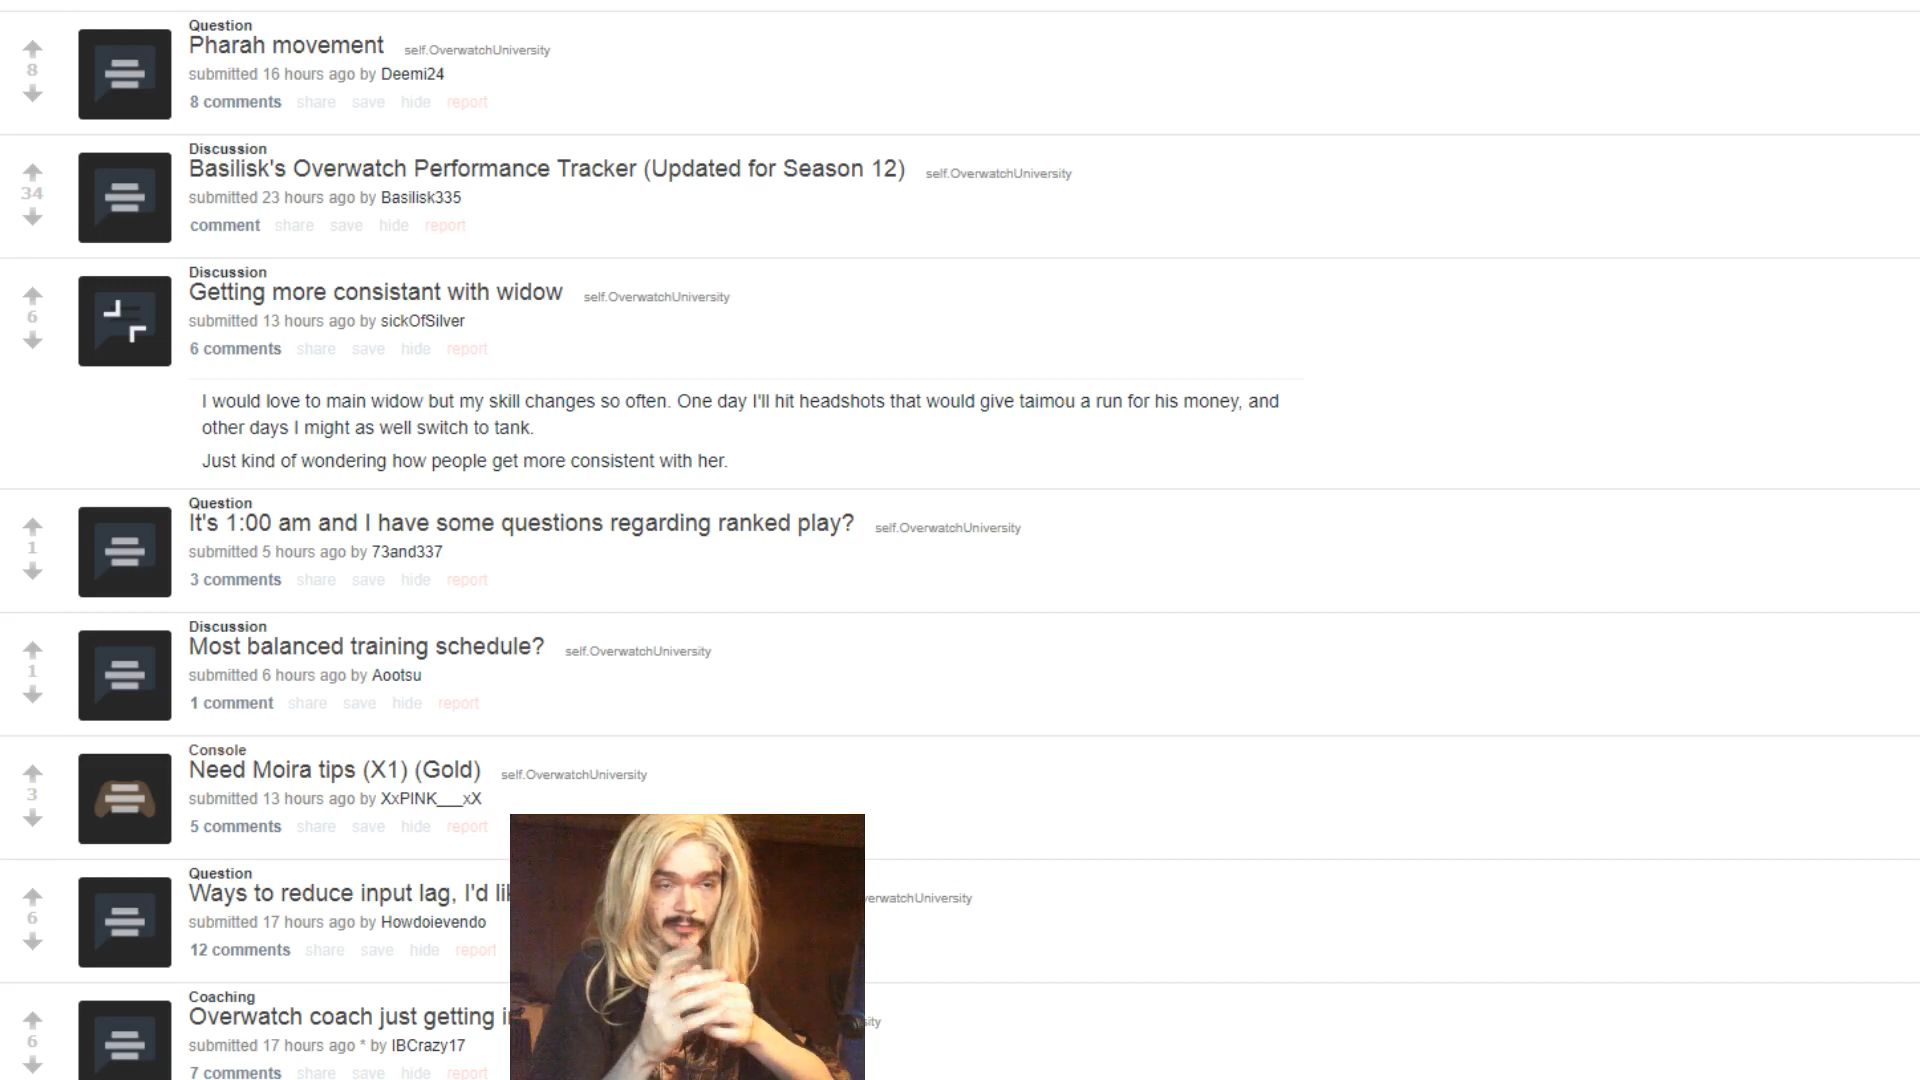 Question
Pharah movement self.OverwatchUniversity
8
submitted 16 hours ago by Deemi24
8 comments share save hide report
Discussion
Basilisk's Overwatch Performance Tracker (Updated for Season 12) self.OverwatchUniversity
34
submitted 23 hours ago by Basilisk335
comment share save hide report
Discussion
Getting more consistant with widow self.OverwatchUniversity
6
submitted 13 hours ago by sickOfSilver
6 comments share save hide report
I would love to main widow but my skill changes so often. One day I'll hit headshots that would give taimou a run for his money, and
other days I might as well switch to tank.
Just kind of wondering how people get more consistent with her.
Question
It's 1:00 am and I have some questions regarding ranked play? self.OverwatchUniversity
1
submitted 5 hours ago by 73and337
3 comments share save hide report
Discussion
Most balanced training schedule? self.OverwatchUniversity
1
submitted 6 hours ago by Aootsu
1 comment share save hide report
Console
Need Moira tips (X1) (Gold) self.OverwatchUniversity
3
submitted 13 hours ago by XxPINK___xX
5 comments share save hide report
Question
Ways to reduce input lag, I'd verwatchUniversity
6
submitted 17 hours ago by Howdoievendo
12 comments share save hide report
Coaching
Overwatch coach just getting
6
submitted 17 hours ago * by IBCrazy17
7 comments share save hide report